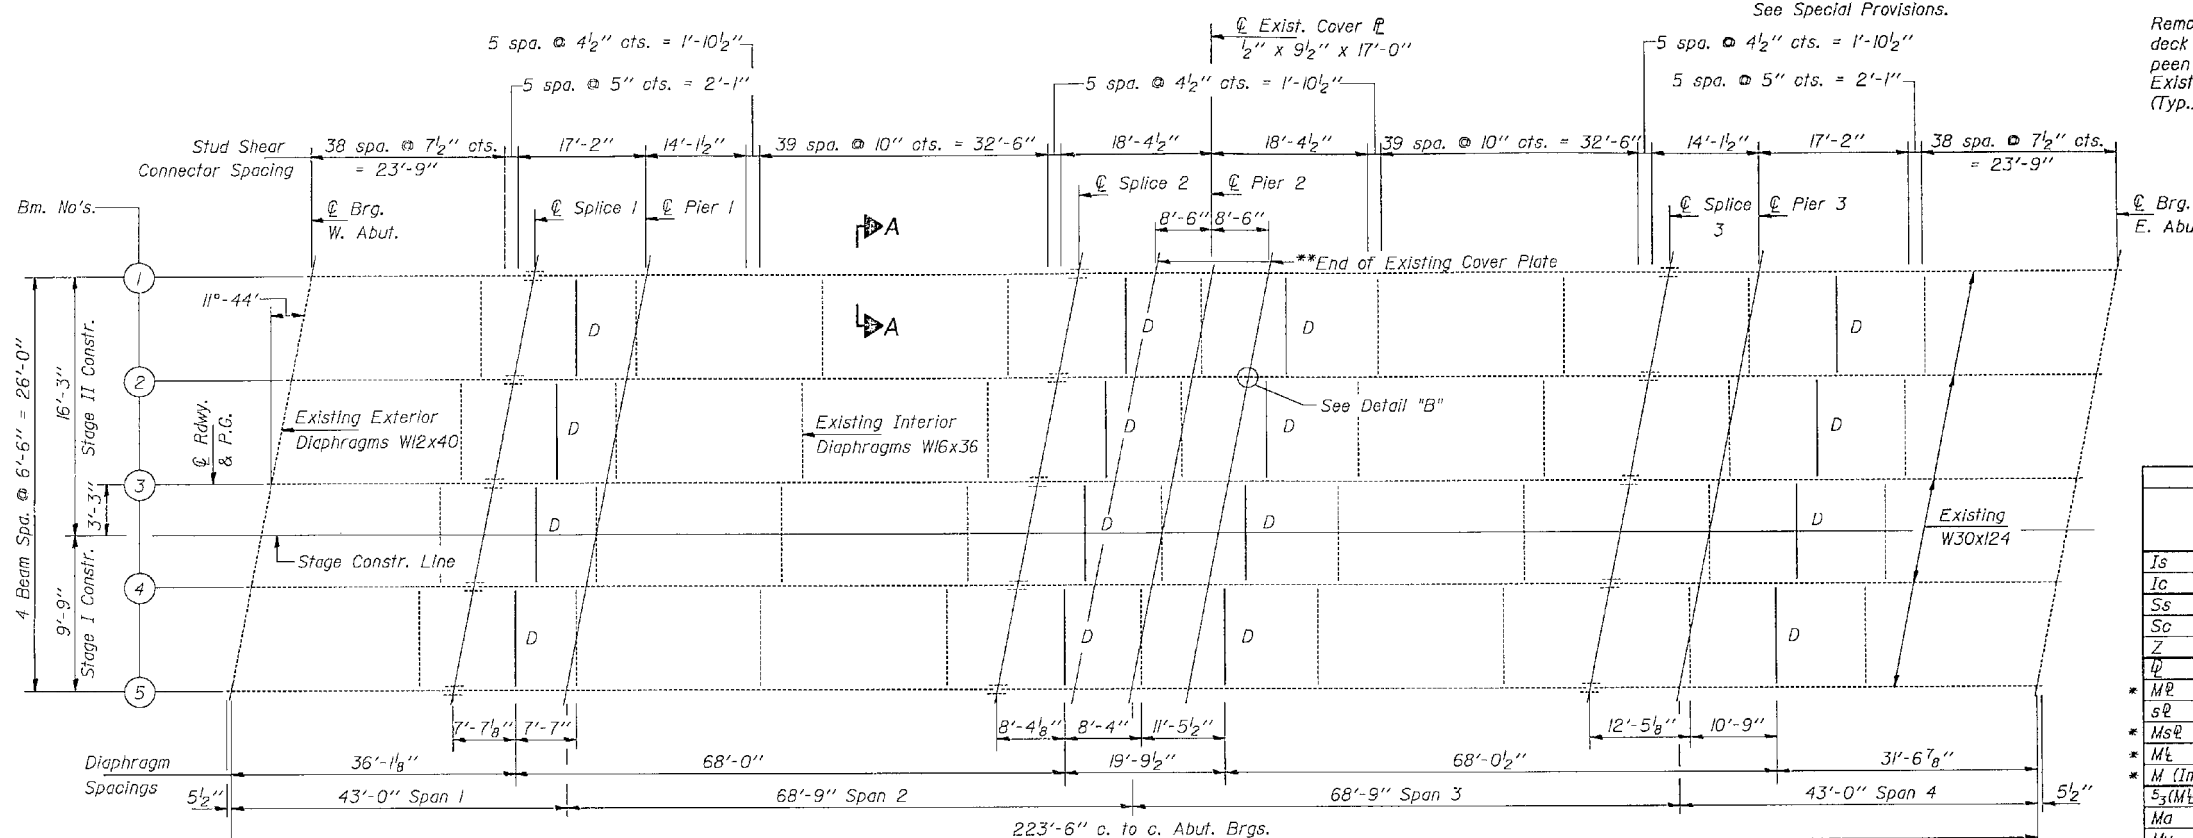 See Special Provisions.
Remo
deck
peen
Exist
(Typ.
℄ Exist. Cover ℙ
½" x 9½" x 17'-0"
5 spa. @ 4½" cts. = 1'-10½"
5 spa. @ 5" cts. = 2'-1"
5 spa. @ 4½" cts. = 1'-10½"
5 spa. @ 4½" cts. = 1'-10½"
5 spa. @ 5" cts. = 2'-1"
Stud Shear
Connector Spacing
38 spa. @ 7½" cts.
= 23'-9"
17'-2"
14'-1½"
39 spa. @ 10" cts. = 32'-6"
18'-4½"
18'-4½"
39 spa. @ 10" cts. = 32'-6"
14'-1½"
17'-2"
38 spa. @ 7½" cts.
= 23'-9"
Bm. No's.
℄ Brg.
W. Abut.
℄ Splice 1
℄ Pier 1
A
℄ Splice 2
℄ Pier 2
8'-6"
8'-6"
℄ Splice
3
℄ Pier 3
℄ Brg.
E. Abu
**End of Existing Cover Plate
1
11°-44'
A
D
D
D
D
2
Existing Exterior
Diaphragms W12x40
℄ Rdwy.
& P.G.
D
Existing Interior
Diaphragms W16x36
D
D
See Detail "B"
D
4 Beam Spa. @ 6'-6" = 26'-0"
16'-3"
Stage II Constr.
3
3'-3"
D
D
D
D
Existing
W30x124
Stage Constr. Line
9'-9"
Stage I Constr.
4
D
D
D
D
5
7'-7⅛"
7'-7"
8'-4⅛"
8'-4"
11'-5½"
12'-5⅛"
10'-9"
Diaphragm
Spacings
36'-1⅛"
68'-0"
19'-9½"
68'-0½"
31'-6⅞"
5½"
43'-0" Span 1
68'-9" Span 2
68'-9" Span 3
43'-0" Span 4
5½"
223'-6" c. to c. Abut. Brgs.
Is
Ic
Ss
Sc
Z
℄
* M℄
s℄
* Ms℄
* MⱠ
* M (Im
5/3(MⱠ
Ma